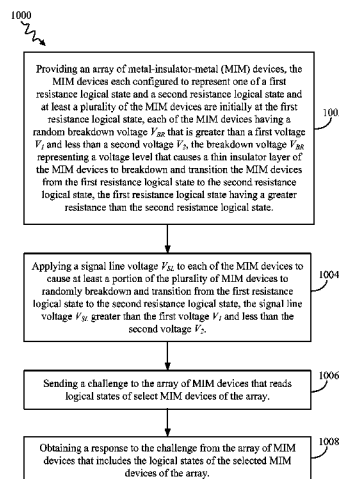 1000
Providing an array of metal-insulator-metal (MIM) devices, the
MIM devices each configured to represent one of a first
resistance logical state and a second resistance logical state and
at least a plurality of the MIM devices are initially at the first
resistance logical state, each of the MIM devices having a
random breakdown voltage VBR that is greater than a first voltage
V1 and less than a second voltage V2, the breakdown voltage VBR
representing a voltage level that causes a thin insulator layer of
the MIM devices to breakdown and transition the MIM devices
from the first resistance logical state to the second resistance
logical state, the first resistance logical state having a greater
resistance than the second resistance logical state.
100
Applying a signal line voltage VSL to each of the MIM devices to
cause at least a portion of the plurality of MIM devices to
randomly breakdown and transition from the first resistance
logical state to the second resistance logical state, the signal line
voltage VSL greater than the first voltage V1 and less than the
second voltage V2.
1004
Sending a challenge to the array of MIM devices that reads
logical states of select MIM devices of the array.
1006
Obtaining a response to the challenge from the array of MIM
devices that includes the logical states of the selected MIM
devices of the array.
1008